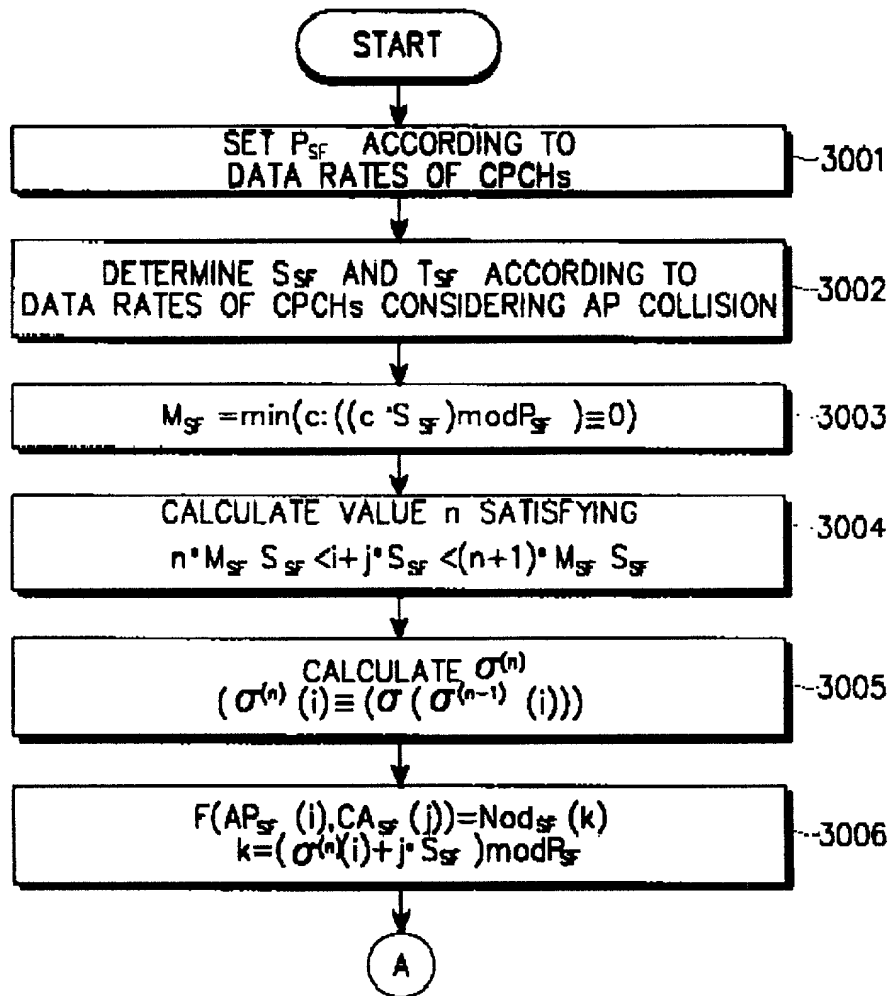 START
SET P_SF ACCORDING TO
DATA RATES OF CPCHs
3001
DETERMINE S_SF AND T_SF ACCORDING TO
DATA RATES OF CPCHs CONSIDERING AP COLLISION
3002
M_SF =min(c:((c*S_SF)modP_SF)≡0)
3003
CALCULATE VALUE n SATISFYING
n*M_SF S_SF <i+j*S_SF <(n+1)*M_SF S_SF
3004
CALCULATE σ^(n)
(σ^(n) (i)≡(σ(σ^(n-1) (i)))
3005
F(AP_SF (i),CA_SF (j))=Nod_SF (k)
k=(σ^(n)(i)+j*S_SF)modP_SF
3006
A